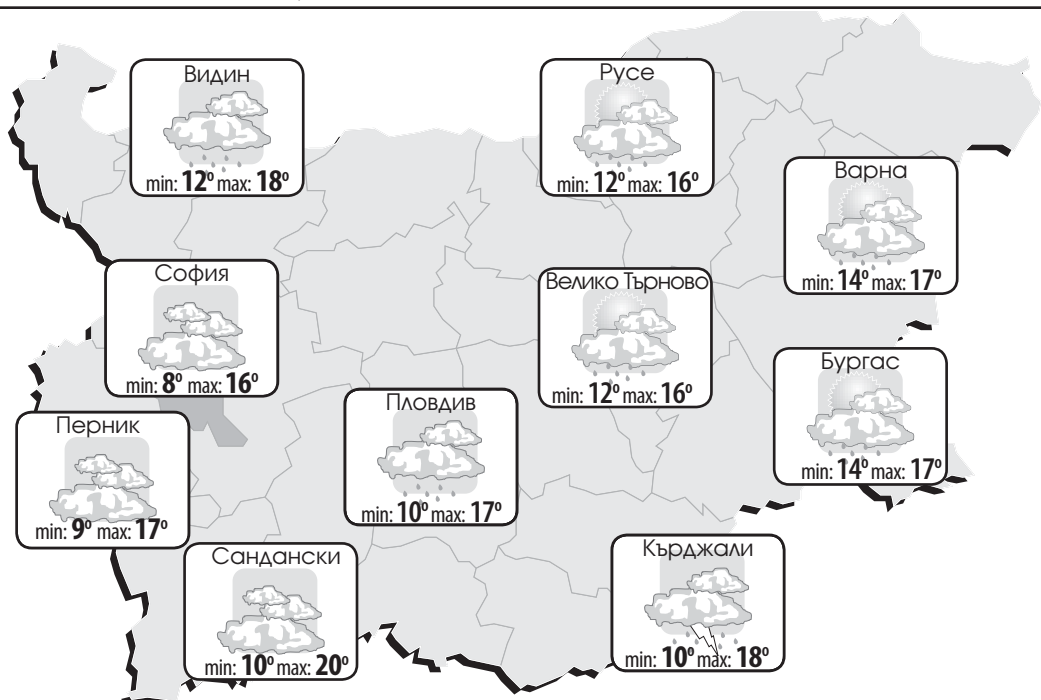 Видин
min: 12° max: 18°
Русе
min: 12° max: 16°
Варна
min: 14° max: 17°
София
min: 8° max: 16°
Велико Търново
min: 12° max: 16°
Бургас
min: 14° max: 17°
Пловдив
min: 10° max: 17°
Перник
min: 9° max: 17°
Сандански
min: 10° max: 20°
Кърджали
min: 10° max: 18°